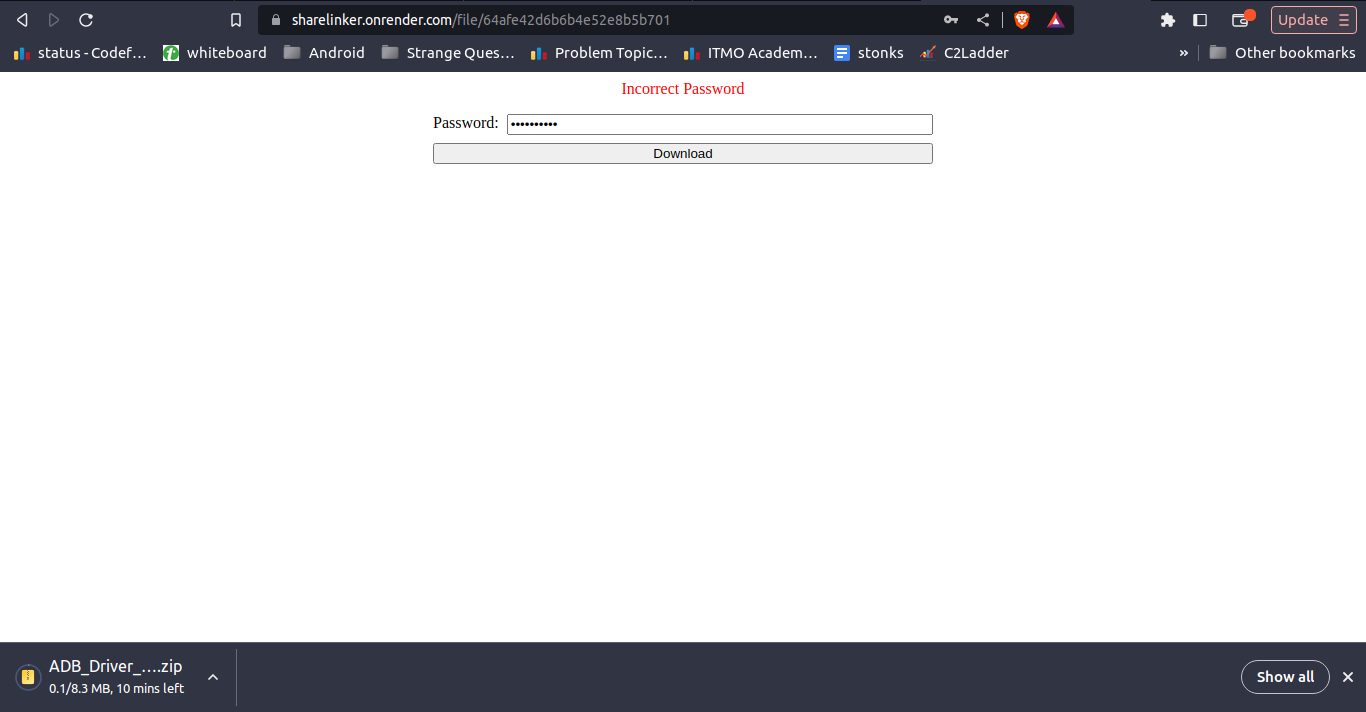 sharelinker.onrender.com/file/64afe42d6b6b4e52e8b5b701
Update
status - Codef… whiteboard Android Strange Ques… Problem Topic… ITMO Academ… stonks C2Ladder » Other bookmarks
Incorrect Password
Password: ••••••••••
Download
ADB_Driver_….zip
0.1/8.3 MB, 10 mins left
Show all